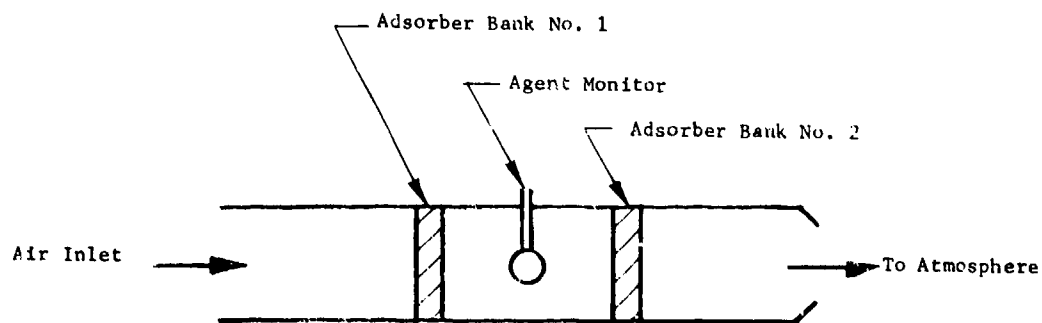 Adsorber Bank No. 1
Agent Monitor
Adsorber Bank No. 2
Air Inlet
To Atmosphere